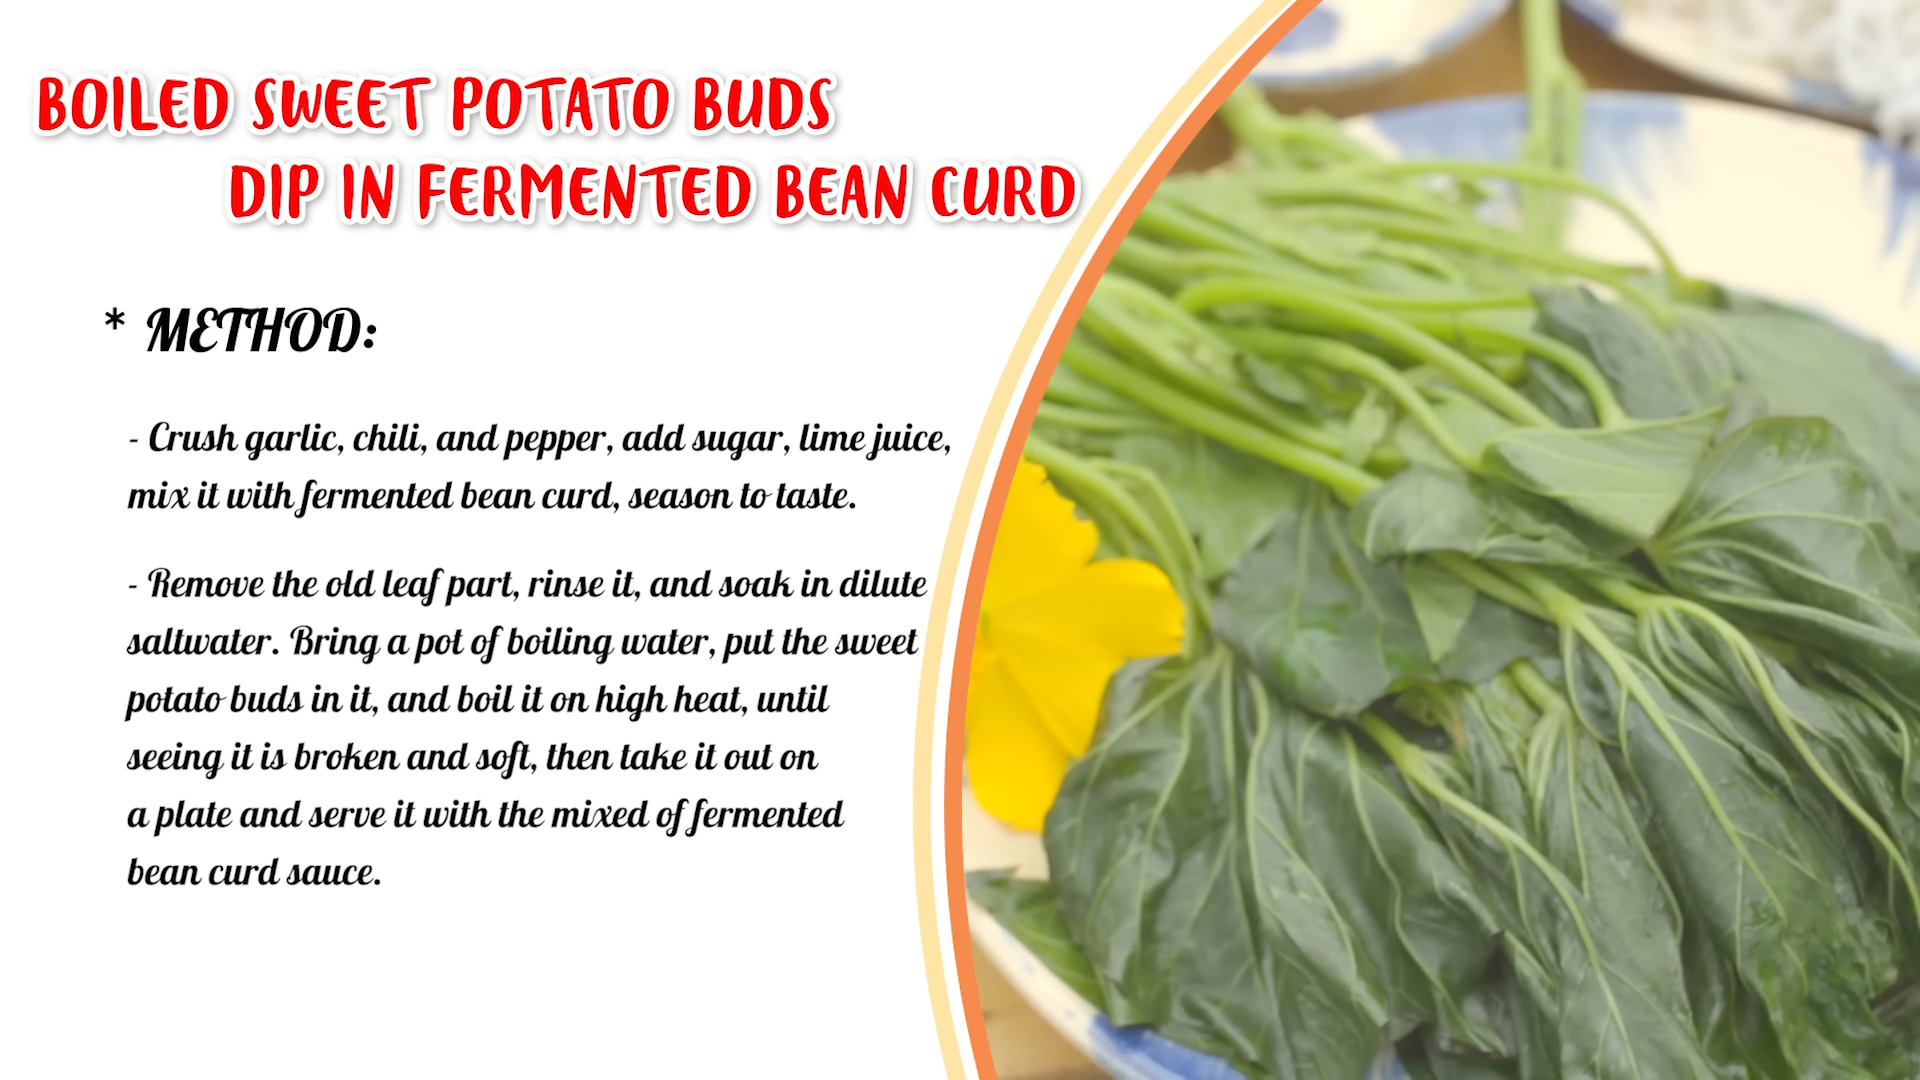 BOILED SWEET POTATO BUDS
DIP IN FERMENTED BEAN CURD
* METHOD:
- Crush garlic, chili, and pepper, add sugar, lime juice,
mix it with fermented bean curd, season to taste.
- Remove the old leaf part, rinse it, and soak in dilute
saltwater. Bring a pot of boiling water, put the sweet
potato buds in it, and boil it on high heat, until
seeing it is broken and soft, then take it out on
a plate and serve it with the mixed of fermented
bean curd sauce.